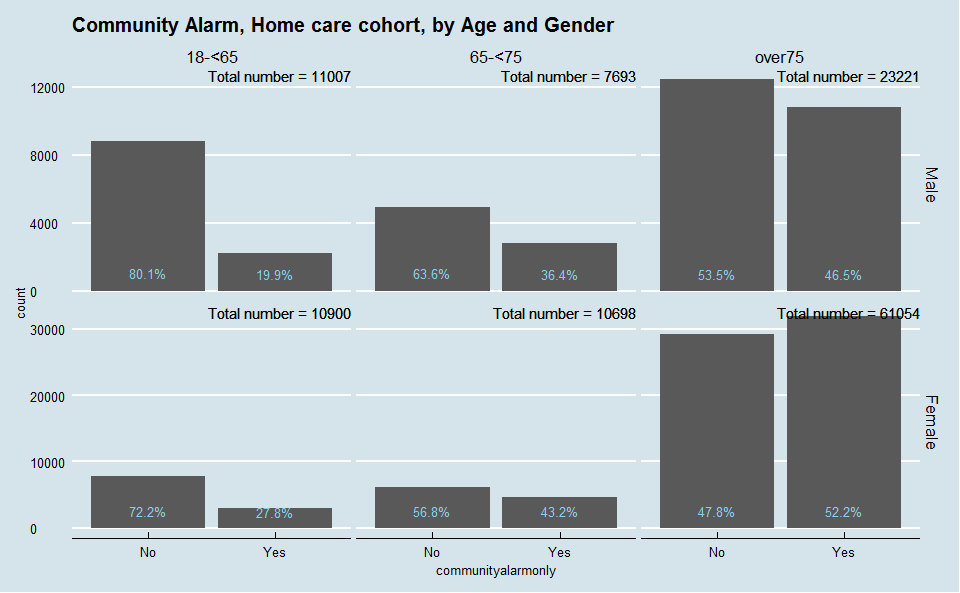 Community Alarm, Home care cohort, by Age and Gender
18-<65 65-<75 over75
Total number = 11007 Total number = 7693 Total number = 23221
12000
8000
4000
0
80.1% 19.9% 63.6% 36.4% 53.5% 46.5%
Male
count
Total number = 10900 Total number = 10698 Total number = 61054
30000
20000
10000
0
72.2% 27.8% 56.8% 43.2% 47.8% 52.2%
Female
No Yes No Yes No Yes
communityalarmonly